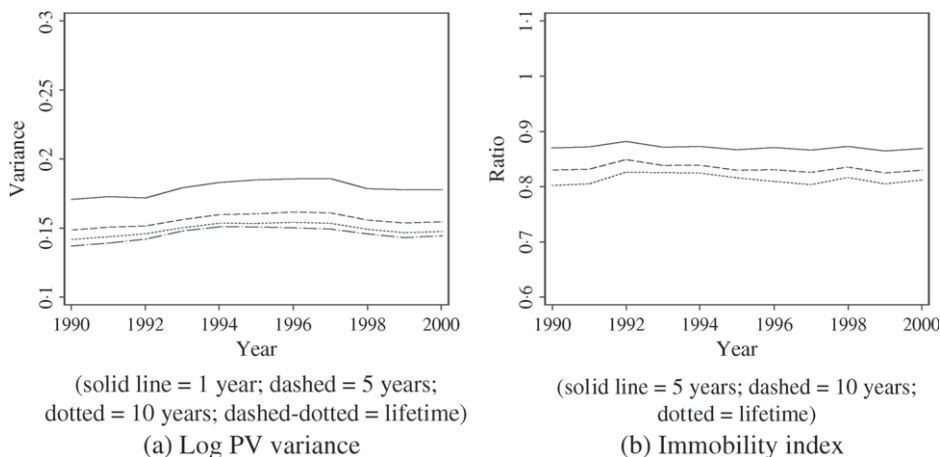 0·3
0·25
0·2
0·15
0·1
Variance
1990 1992 1994 1996 1998 2000
Year
(solid line = 1 year; dashed = 5 years;
dotted = 10 years; dashed-dotted = lifetime)
(a) Log PV variance
1·1
1
0·9
0·8
0·7
0·6
Ratio
1990 1992 1994 1996 1998 2000
Year
(solid line = 5 years; dashed = 10 years;
dotted = lifetime)
(b) Immobility index